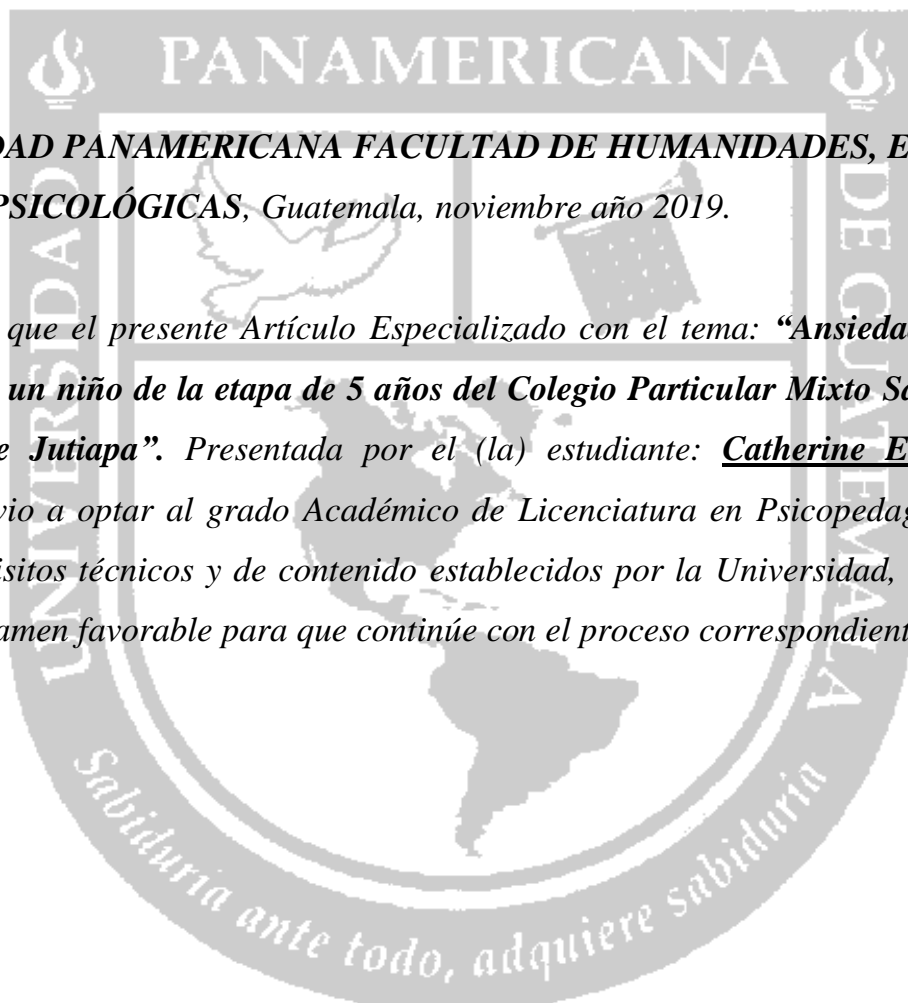 PANAMERICANA
DAD PANAMERICANA FACULTAD DE HUMANIDADES, E
PSICOLÓGICAS, Guatemala, noviembre año 2019.
que el presente Artículo Especializado con el tema: “Ansieda
un niño de la etapa de 5 años del Colegio Particular Mixto Sa
e Jutiapa”. Presentada por el (la) estudiante: Catherine E
vio a optar al grado Académico de Licenciatura en Psicopedag
isitos técnicos y de contenido establecidos por la Universidad,
amen favorable para que continúe con el proceso correspondient
UNIVERSIDAD
DE GUATEMALA
Sabiduría ante todo, adquiere sabiduría